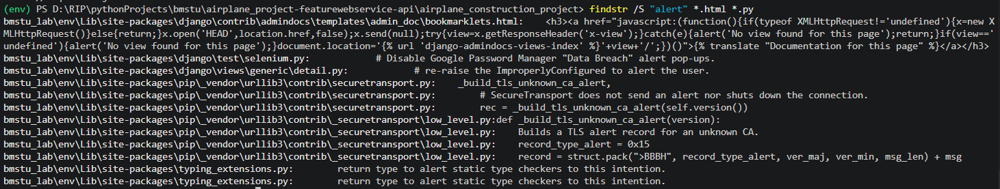 (env) PS D:\RIP\pythonProjects\bmstu\airplane_project-featurewebservice-api\airplane_construction_project> findstr /S "alert" *.html *.py
bmstu_lab\env\Lib\site-packages\django\contrib\admindocs\templates\admin_doc\bookmarklets.html:    <h3><a href="javascript:(function(){if(typeof XMLHttpRequest!='undefined'){x=new X
MLHttpRequest()}else{return;}x.open('HEAD',location.href,false);x.send(null);try{view=x.getResponseHeader('x-view');}catch(e){alert('No view found for this page');return;}if(view=='
undefined'){alert('No view found for this page');}document.location='{% url 'django-admindocs-views-index' %}'+view+'/';})()">{% translate "Documentation for this page" %}</a></h3>
bmstu_lab\env\Lib\site-packages\django\test\selenium.py:            # Disable Google Password Manager "Data Breach" alert pop-ups.
bmstu_lab\env\Lib\site-packages\django\views\generic\detail.py:            # re-raise the ImproperlyConfigured to alert the user.
bmstu_lab\env\Lib\site-packages\pip\_vendor\urllib3\contrib\securetransport.py:    _build_tls_unknown_ca_alert,
bmstu_lab\env\Lib\site-packages\pip\_vendor\urllib3\contrib\securetransport.py:        # SecureTransport does not send an alert nor shuts down the connection.
bmstu_lab\env\Lib\site-packages\pip\_vendor\urllib3\contrib\securetransport.py:        rec = _build_tls_unknown_ca_alert(self.version())
bmstu_lab\env\Lib\site-packages\pip\_vendor\urllib3\contrib\_securetransport\low_level.py:def _build_tls_unknown_ca_alert(version):
bmstu_lab\env\Lib\site-packages\pip\_vendor\urllib3\contrib\_securetransport\low_level.py:    Builds a TLS alert record for an unknown CA.
bmstu_lab\env\Lib\site-packages\pip\_vendor\urllib3\contrib\_securetransport\low_level.py:    record_type_alert = 0x15
bmstu_lab\env\Lib\site-packages\pip\_vendor\urllib3\contrib\_securetransport\low_level.py:    record = struct.pack(">BBBH", record_type_alert, ver_maj, ver_min, msg_len) + msg
bmstu_lab\env\Lib\site-packages\typing_extensions.py:        return type to alert static type checkers to this intention.
bmstu_lab\env\Lib\site-packages\typing_extensions.py:        return type to alert static type checkers to this intention.